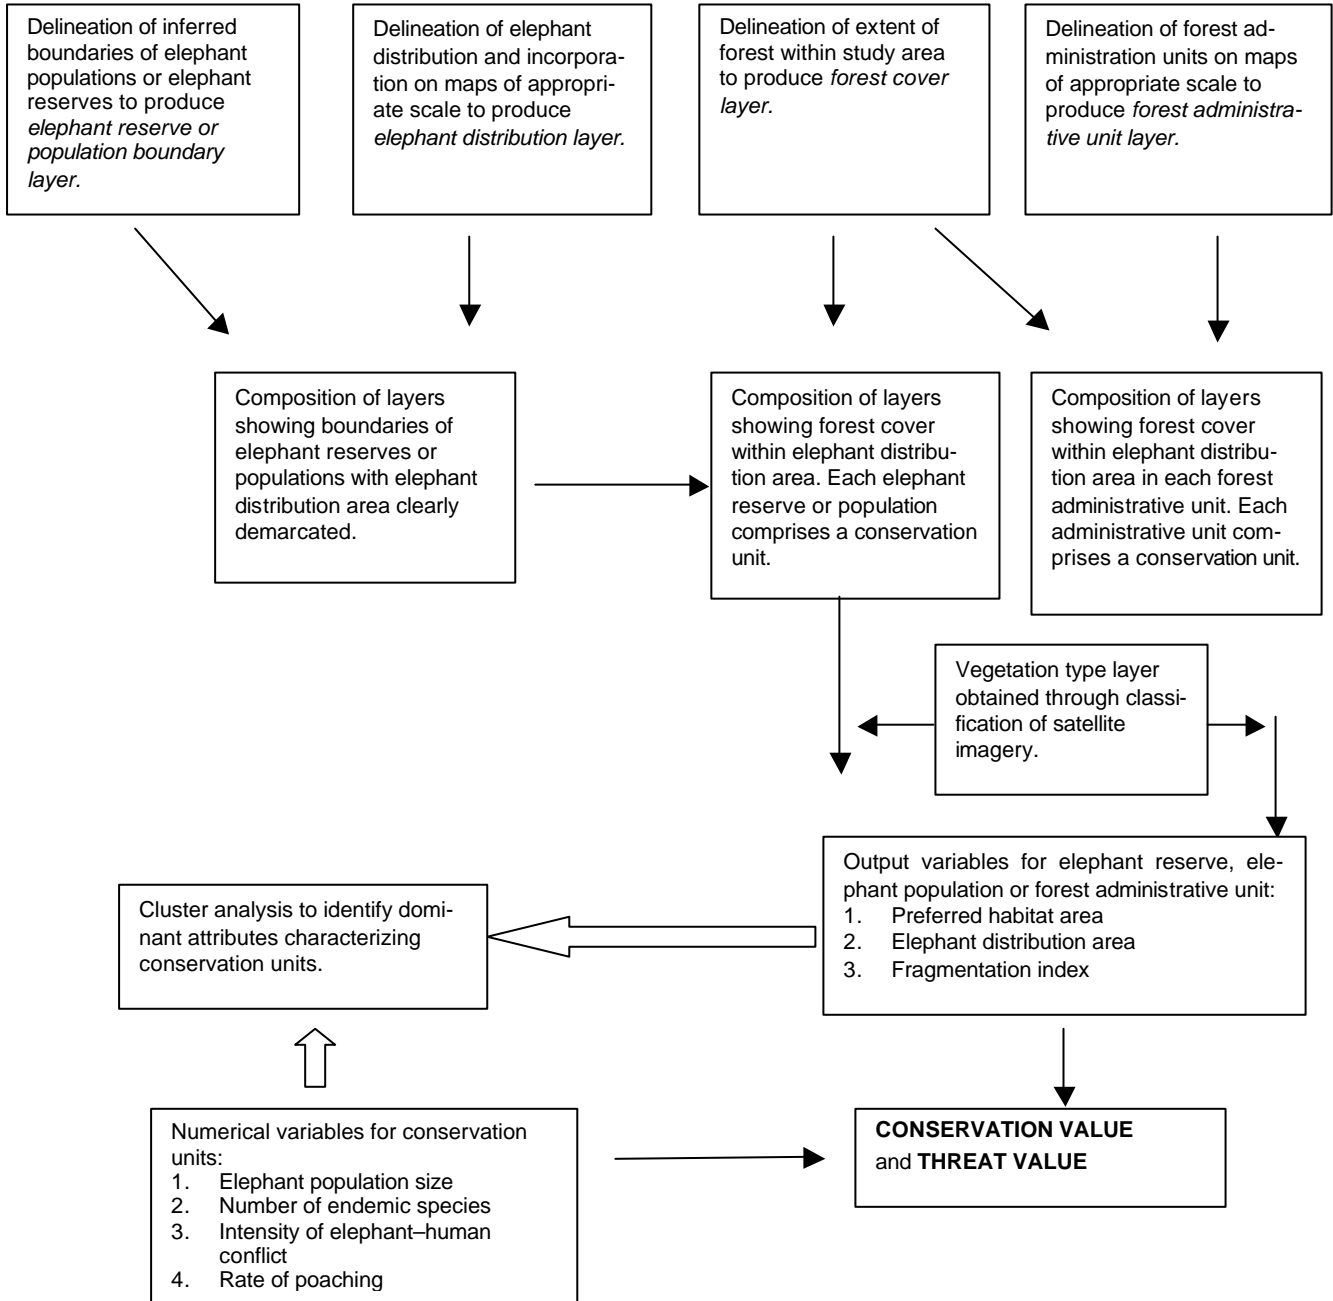 Delineation of inferred
boundaries of elephant
populations or elephant
reserves to produce
elephant reserve or
population boundary
layer.
Delineation of elephant
distribution and incorpora-
tion on maps of appropri-
ate scale to produce
elephant distribution layer.
Delineation of extent of
forest within study area
to produce forest cover
layer.
Delineation of forest ad-
ministration units on maps
of appropriate scale to
produce forest administra-
tive unit layer.
Composition of layers
showing boundaries of
elephant reserves or
populations with elephant
distribution area clearly
demarcated.
Composition of layers
showing forest cover
within elephant distribu-
tion area. Each elephant
reserve or population
comprises a conservation
unit.
Composition of layers
showing forest cover
within elephant distribu-
tion area in each forest
administrative unit. Each
administrative unit com-
prises a conservation unit.
Vegetation type layer
obtained through classi-
fication of satellite
imagery.
Output variables for elephant reserve, ele-
phant population or forest administrative unit:
1. Preferred habitat area
2. Elephant distribution area
3. Fragmentation index
Cluster analysis to identify domi-
nant attributes characterizing
conservation units.
Numerical variables for conservation
units:
1. Elephant population size
2. Number of endemic species
3. Intensity of elephant–human
conflict
4. Rate of poaching
CONSERVATION VALUE
and THREAT VALUE